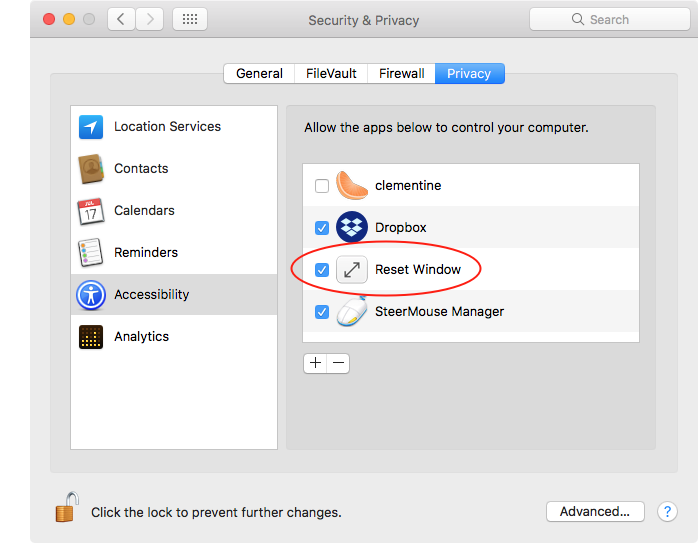 Security & Privacy
Search
General FileVault Firewall Privacy
Location Services
Contacts
JUL
17
Calendars
Reminders
Accessibility
Analytics
Allow the apps below to control your computer.
clementine
Dropbox
Reset Window
SteerMouse Manager
+ −
Click the lock to prevent further changes.
Advanced...
?